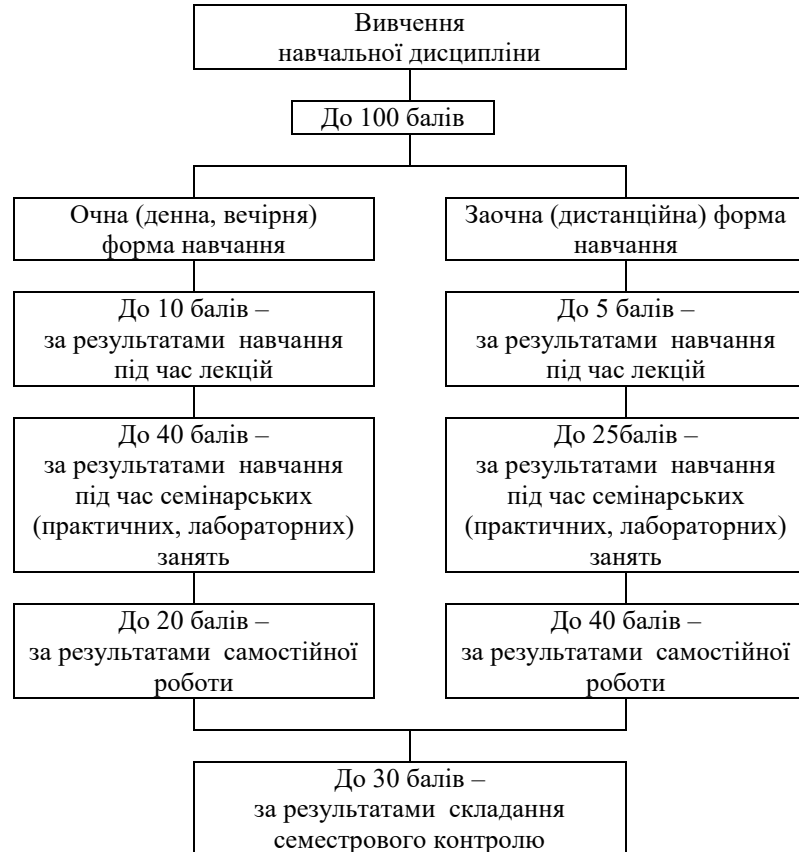 Вивчення
навчальної дисципліни
До 100 балів
Очна (денна, вечірня)
форма навчання
До 10 балів –
за результатами навчання
під час лекцій
До 40 балів –
за результатами навчання
під час семінарських
(практичних, лабораторних)
занять
До 20 балів –
за результатами самостійної
роботи
Заочна (дистанційна) форма
навчання
До 5 балів –
за результатами навчання
під час лекцій
До 25балів –
за результатами навчання
під час семінарських
(практичних, лабораторних)
занять
До 40 балів –
за результатами самостійної
роботи
До 30 балів –
за результатами складання
семестрового контролю